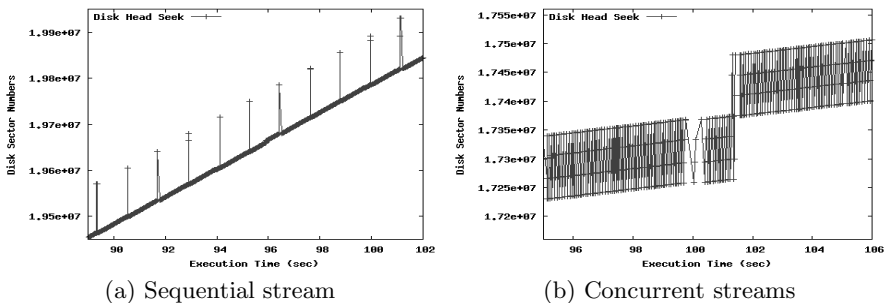 Disk Head Seek
1.99e+07
1.98e+07
1.97e+07
1.96e+07
1.95e+07
Disk Sector Numbers
90 92 94 96 98 100 102
Execution Time (sec)
(a) Sequential stream
Disk Head Seek
1.755e+07
1.75e+07
1.745e+07
1.74e+07
1.735e+07
1.73e+07
1.725e+07
1.72e+07
Disk Sector Numbers
96 98 100 102 104 106
Execution Time (sec)
(b) Concurrent streams